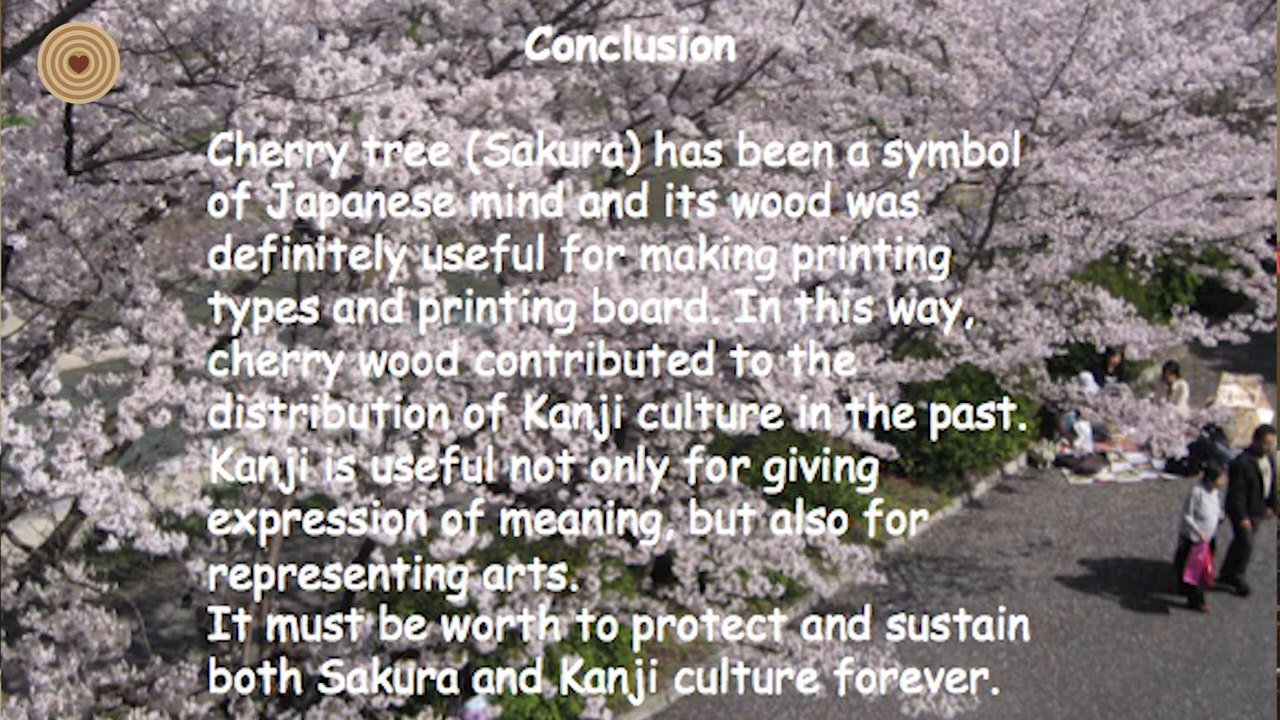 Conclusion
Cherry tree (Sakura) has been a symbol
of Japanese mind and its wood was
definitely useful for making printing
types and printing board. In this way,
cherry wood contributed to the
distribution of Kanji culture in the past.
Kanji is useful not only for giving
expression of meaning, but also for
representing arts.
It must be worth to protect and sustain
both Sakura and Kanji culture forever.